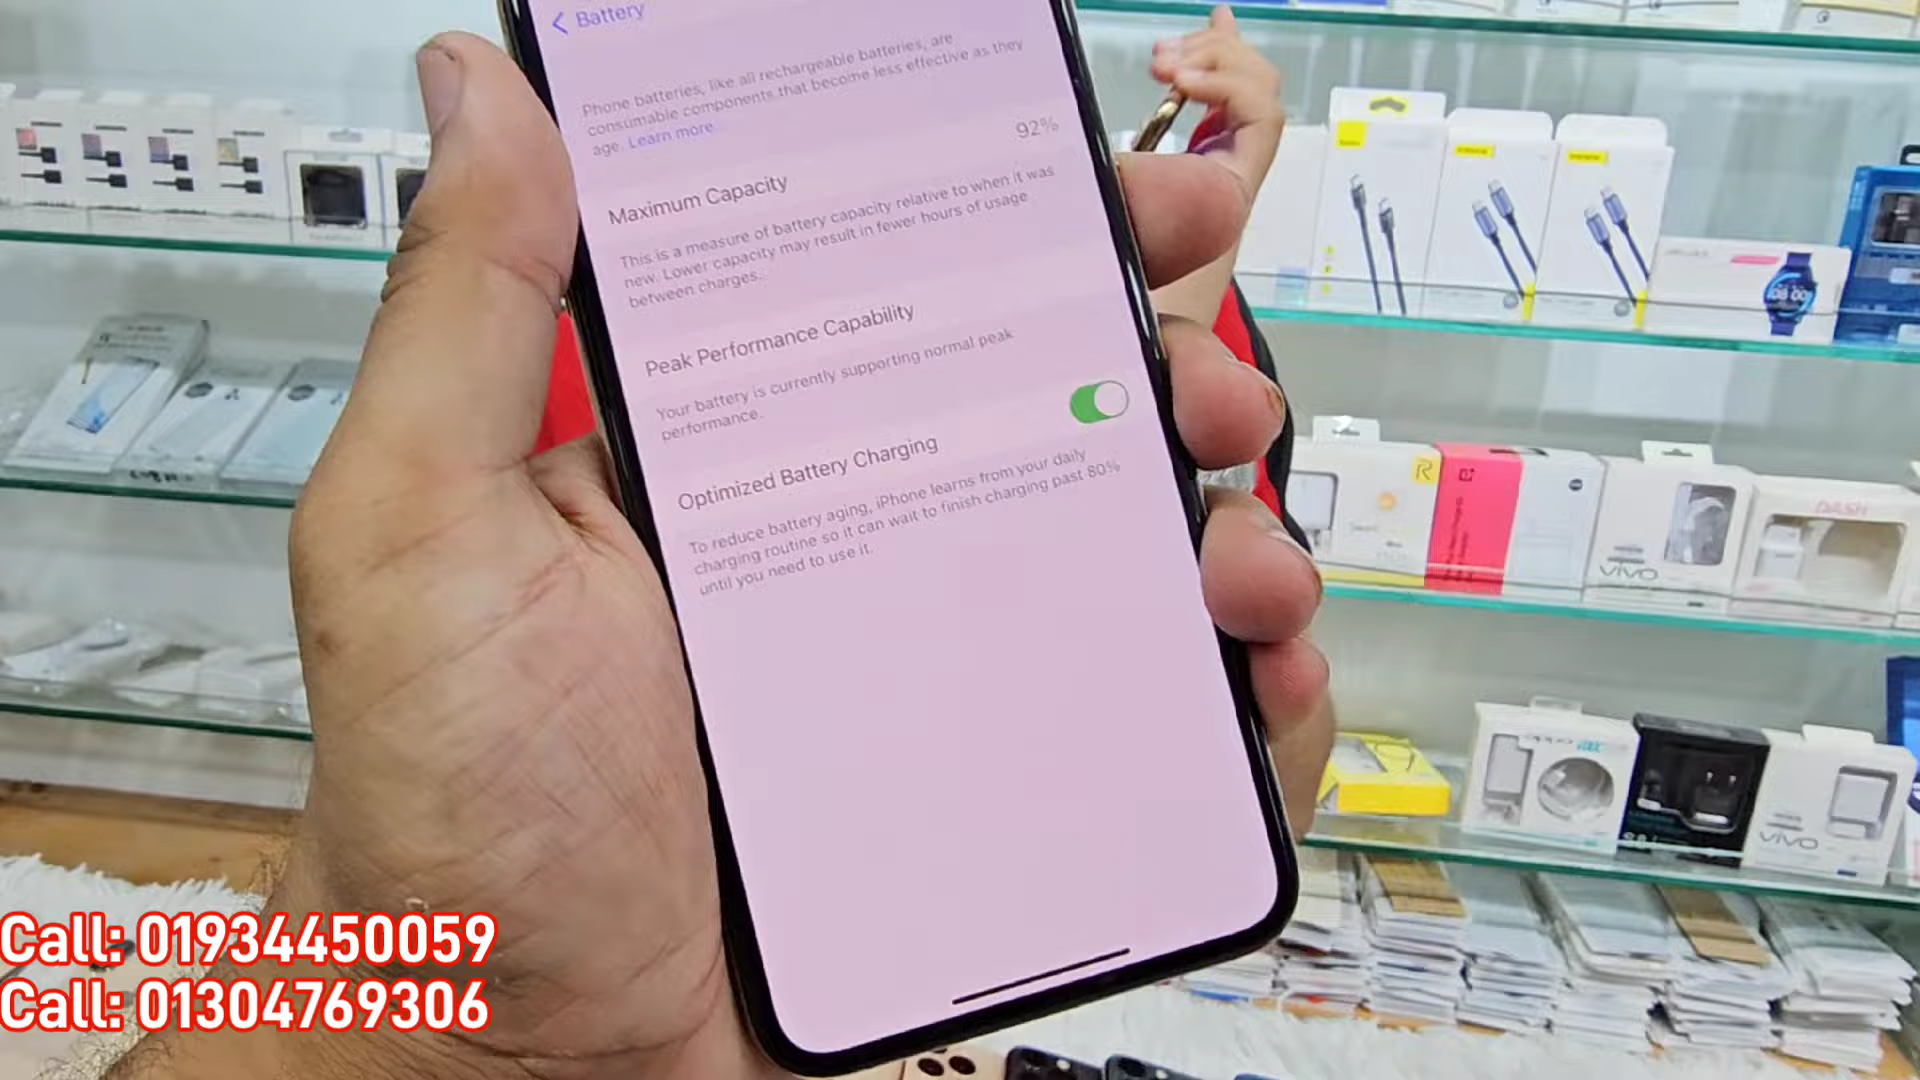 Battery
Phone batteries, like all rechargeable batteries, are
consumable components that become less effective as they
age. Learn more
92%
Maximum Capacity
This is a measure of battery capacity relative to when it was
new. Lower capacity may result in fewer hours of usage
between charges.
Peak Performance Capability
Your battery is currently supporting normal peak
performance.
Optimized Battery Charging
To reduce battery aging, iPhone learns from your daily
charging routine so it can wait to finish charging past 80%
until you need to use it.
DASH
vivo
vivo
Call: 01934450059
Call: 01304769306